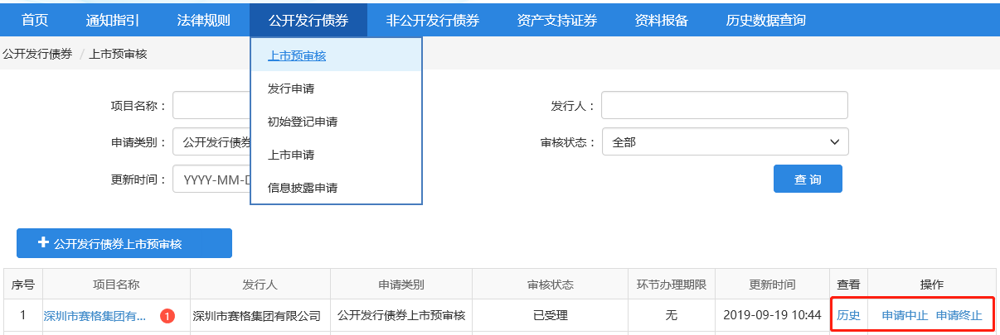 首页 通知指引 法律规则 公开发行债券 非公开发行债券 资产支持证券 资料报备 历史数据查询
公开发行债券 / 上市预审核
上市预审核
发行申请
初始登记申请
上市申请
信息披露申请
项目名称： 发行人：
申请类别： 公开发行债券 审核状态： 全部
更新时间： YYYY-MM-D
查 询
+ 公开发行债券上市预审核
序号 项目名称 发行人 申请类别 审核状态 环节办理期限 更新时间 查看 操作
1 深圳市赛格集团有... 1 深圳市赛格集团有限公司 公开发行债券上市预审核 已受理 无 2019-09-19 10:44 历史 申请中止 申请终止